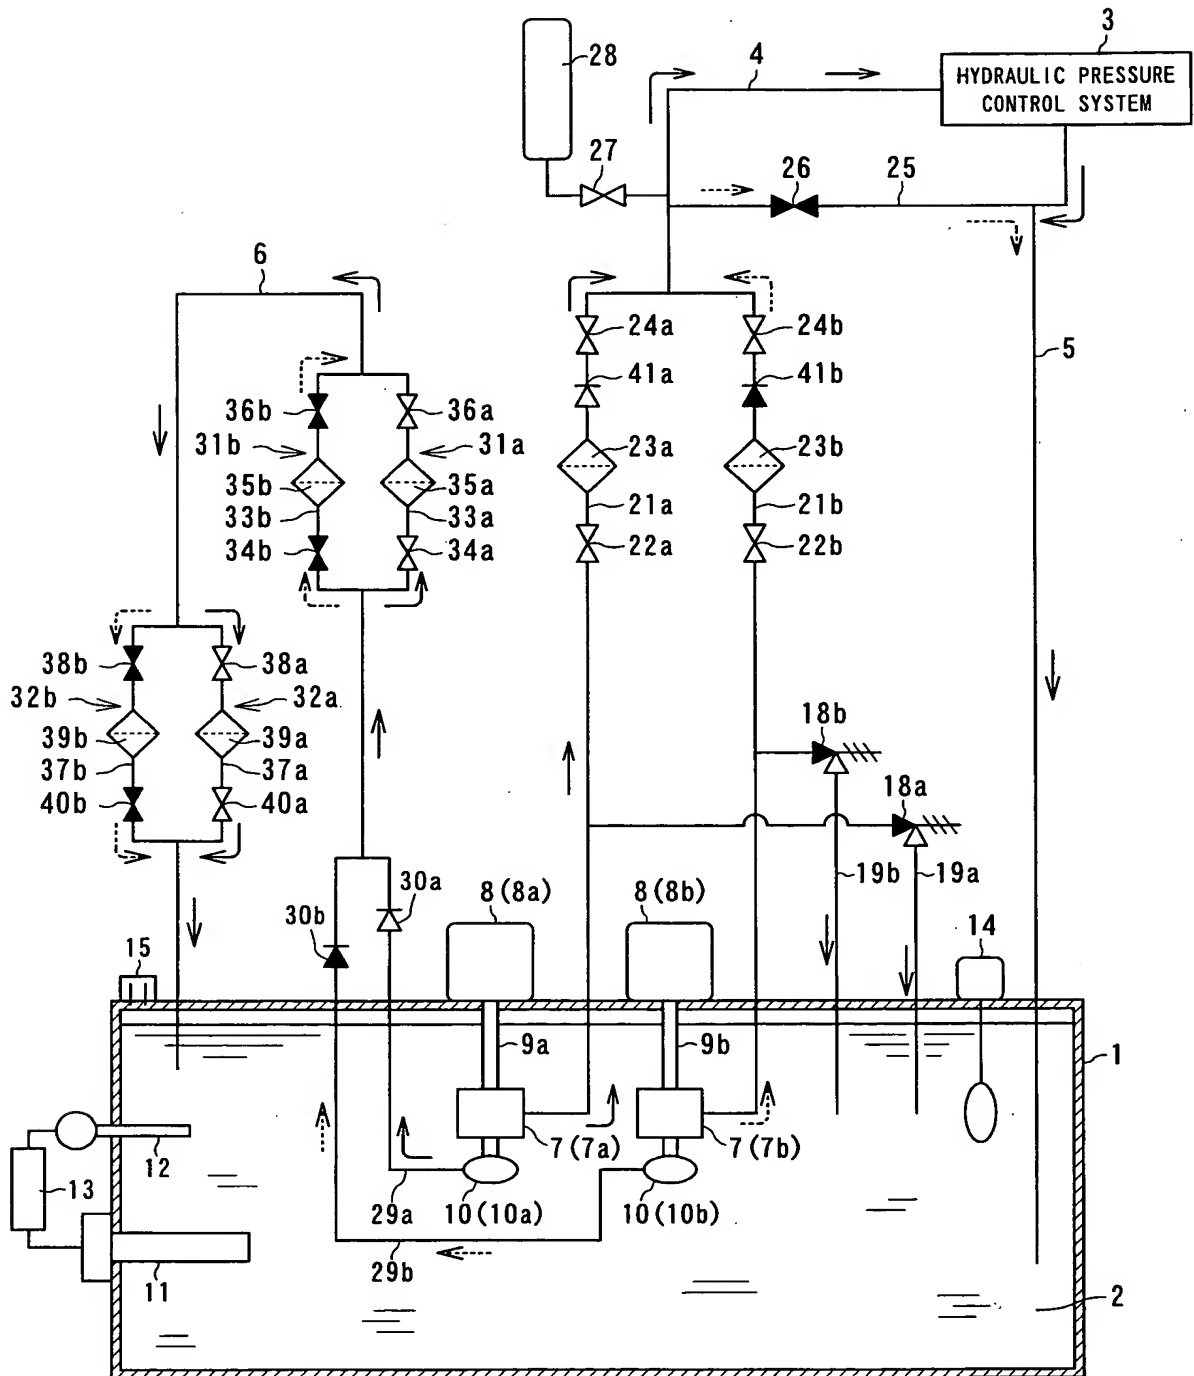 3
28
4
HYDRAULIC PRESSURE
CONTROL SYSTEM
27
26
25
6
24a
24b
5
41a
41b
36b
36a
31b
31a
23a
23b
35b
35a
33b
33a
21a
21b
34b
34a
22a
22b
38b
38a
32b
32a
39b
39a
18b
37b
37a
40b
40a
18a
30a
19b
19a
30b
8(8a)
8(8b)
15
14
9a
9b
1
12
7(7a)
7(7b)
13
29a
10(10a)
10(10b)
29b
11
2